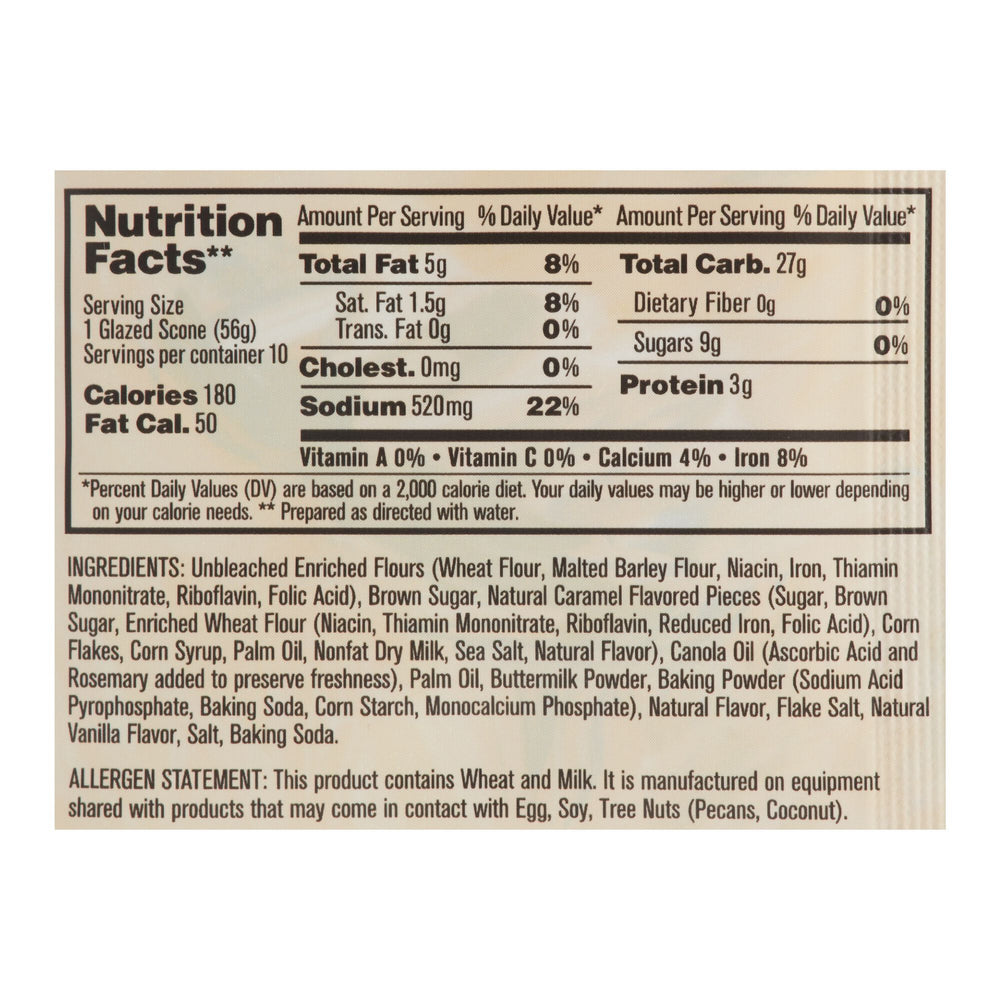 Nutrition
Facts**
Serving Size
1 Glazed Scone (56g)
Servings per container 10
Calories 180
Fat Cal. 50
Amount Per Serving % Daily Value*
Total Fat 5g 8%
Sat. Fat 1.5g 8%
Trans. Fat 0g 0%
Cholest. 0mg 0%
Sodium 520mg 22%
Amount Per Serving % Daily Value*
Total Carb. 27g
Dietary Fiber 0g 0%
Sugars 9g 0%
Protein 3g
Vitamin A 0% • Vitamin C 0% • Calcium 4% • Iron 8%
*Percent Daily Values (DV) are based on a 2,000 calorie diet. Your daily values may be higher or lower depending
on your calorie needs. ** Prepared as directed with water.
INGREDIENTS: Unbleached Enriched Flours (Wheat Flour, Malted Barley Flour, Niacin, Iron, Thiamin
Mononitrate, Riboflavin, Folic Acid), Brown Sugar, Natural Caramel Flavored Pieces (Sugar, Brown
Sugar, Enriched Wheat Flour (Niacin, Thiamin Mononitrate, Riboflavin, Reduced Iron, Folic Acid), Corn
Flakes, Corn Syrup, Palm Oil, Nonfat Dry Milk, Sea Salt, Natural Flavor), Canola Oil (Ascorbic Acid and
Rosemary added to preserve freshness), Palm Oil, Buttermilk Powder, Baking Powder (Sodium Acid
Pyrophosphate, Baking Soda, Corn Starch, Monocalcium Phosphate), Natural Flavor, Flake Salt, Natural
Vanilla Flavor, Salt, Baking Soda.
ALLERGEN STATEMENT: This product contains Wheat and Milk. It is manufactured on equipment
shared with products that may come in contact with Egg, Soy, Tree Nuts (Pecans, Coconut).